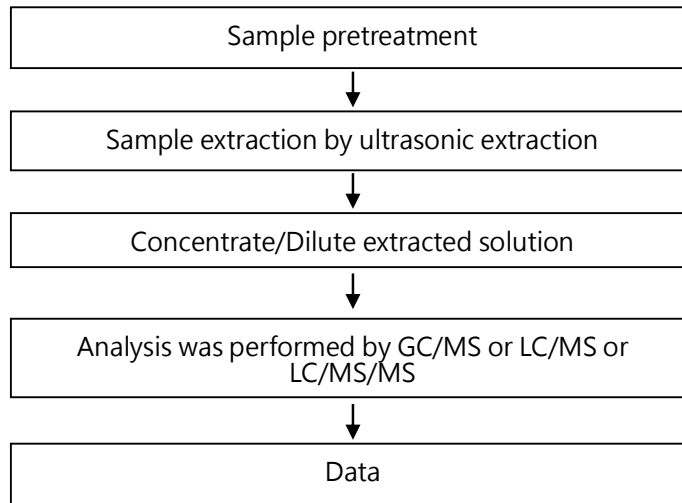 Sample pretreatment
Sample extraction by ultrasonic extraction
Concentrate/Dilute extracted solution
Analysis was performed by GC/MS or LC/MS or
LC/MS/MS
Data